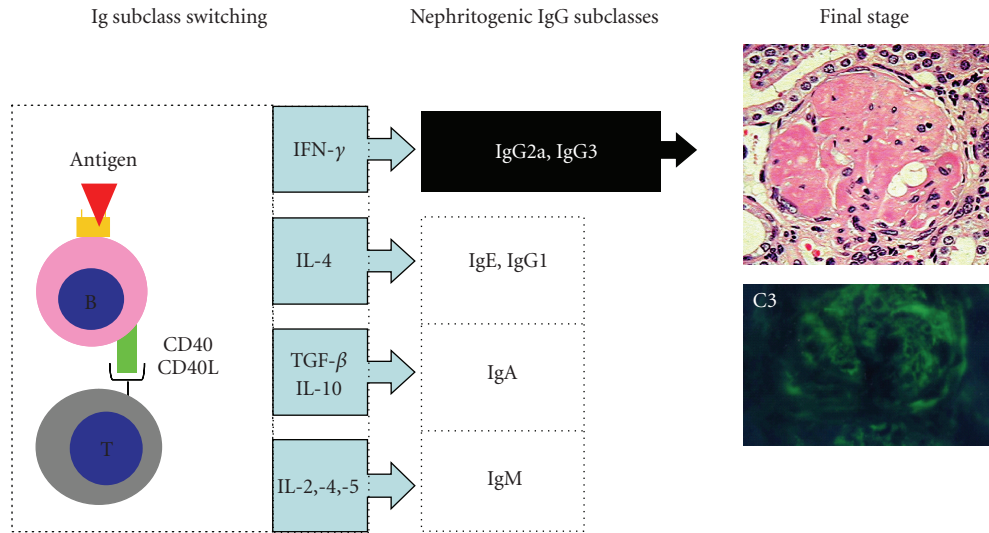 Ig subclass switching
Nephritogenic IgG subclasses
Final stage
Antigen
B
CD40
CD40L
T
IFN-γ
IgG2a, IgG3
IL-4
IgE, IgG1
TGF-β
IL-10
IgA
IL-2,-4,-5
IgM
C3